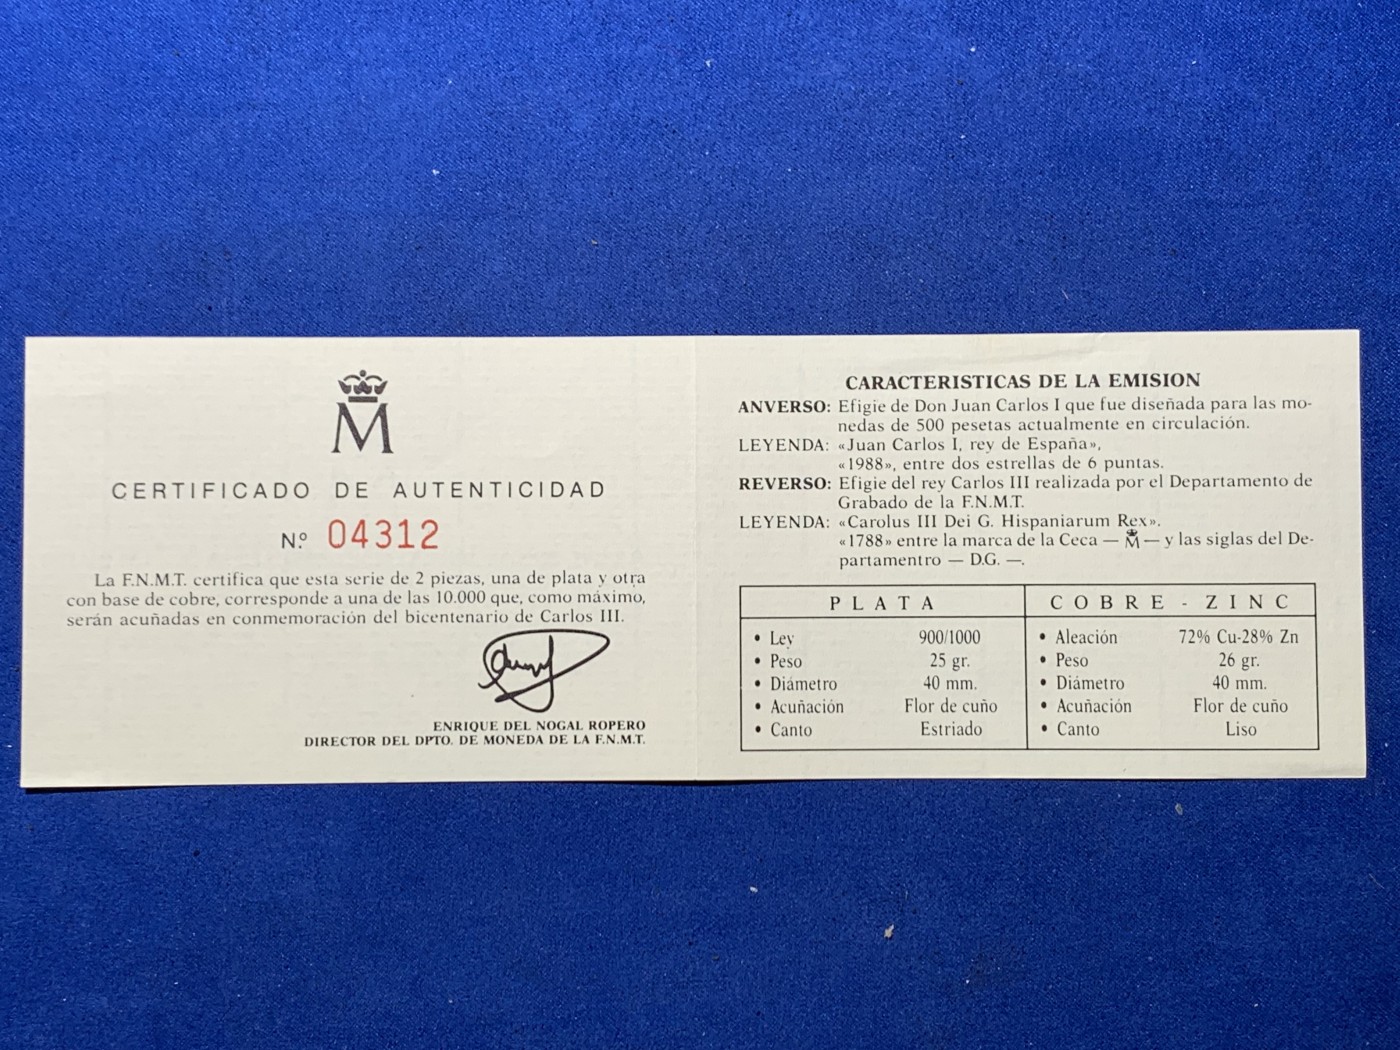 M
CERTIFICADO DE AUTENTICIDAD
N.º 04312
La F.N.M.T. certifica que esta serie de 2 piezas, una de plata y otra
con base de cobre, corresponde a una de las 10.000 que, como máximo,
serán acuñadas en conmemoración del bicentenario de Carlos III.
ENRIQUE DEL NOGAL ROPERO
DIRECTOR DEL DPTO. DE MONEDA DE LA F.N.M.T.
CARACTERISTICAS DE LA EMISION
ANVERSO: Efigie de Don Juan Carlos I que fue diseñada para las mo-
nedas de 500 pesetas actualmente en circulación.
LEYENDA: «Juan Carlos I, rey de España»,
«1988», entre dos estrellas de 6 puntas.
REVERSO: Efigie del rey Carlos III realizada por el Departamento de
Grabado de la F.N.M.T.
LEYENDA: «Carolus III Dei G. Hispaniarum Rex».
«1788» entre la marca de la Ceca — M — y las siglas del De-
partamentro — D.G. —.
PLATA
• Ley 900/1000
• Peso 25 gr.
• Diámetro 40 mm.
• Acuñación Flor de cuño
• Canto Estriado
COBRE - ZINC
• Aleación 72% Cu-28% Zn
• Peso 26 gr.
• Diámetro 40 mm.
• Acuñación Flor de cuño
• Canto Liso